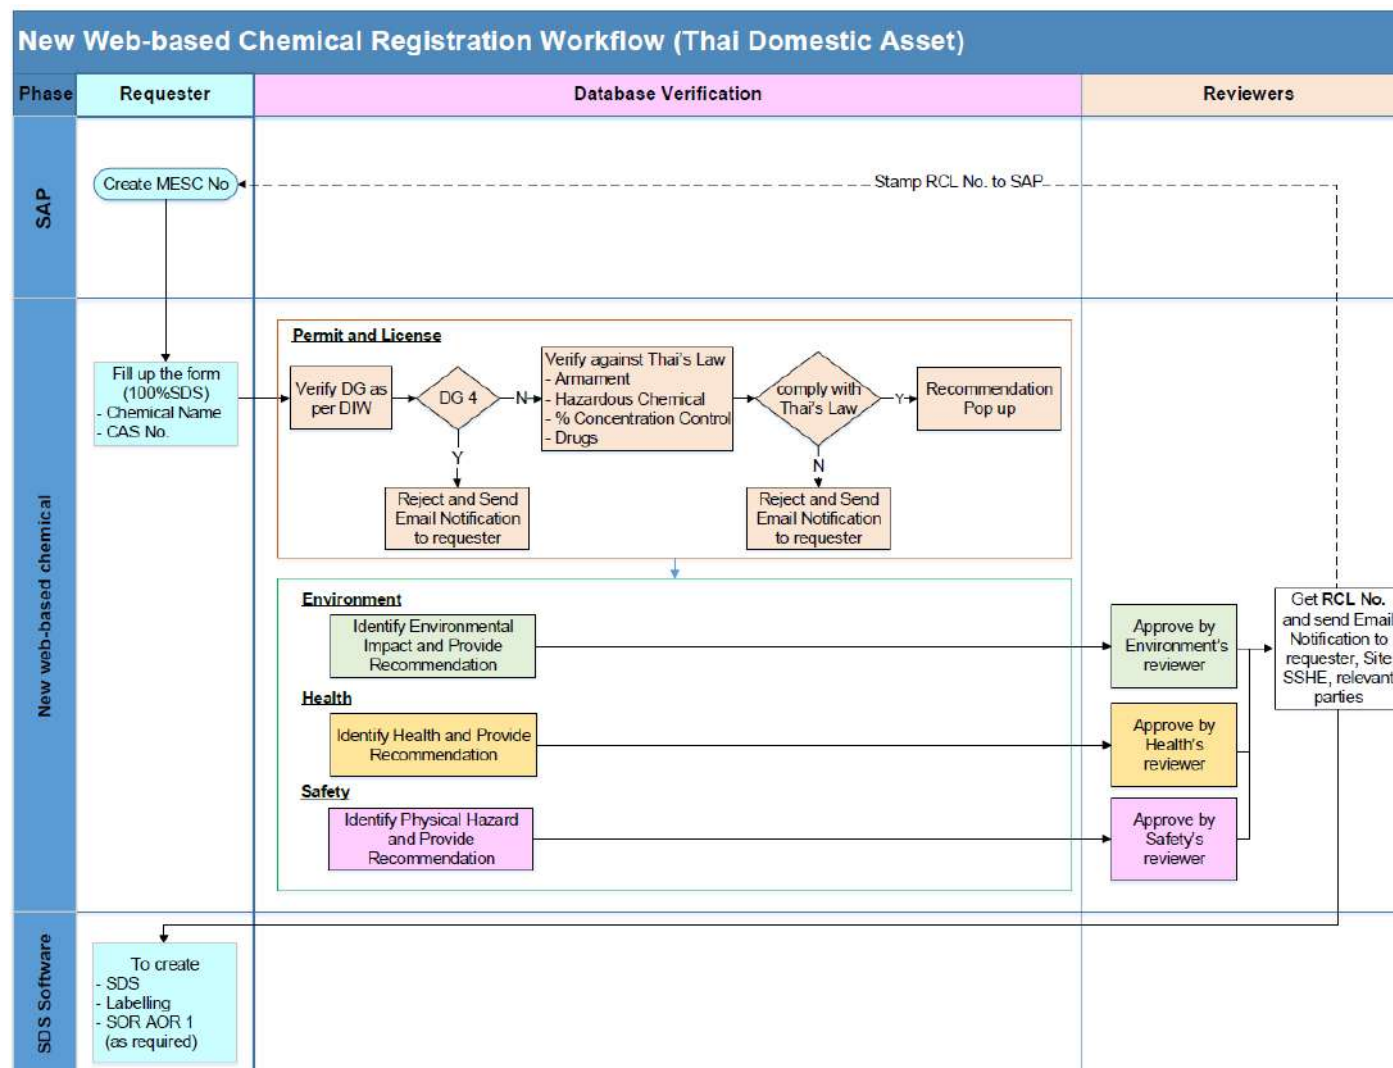 New Web-based Chemical Registration Workflow (Thai Domestic Asset)
Phase
Requester
Database Verification
Reviewers
SAP
Create MESC No
Stamp RCL No. to SAP
New web-based chemical
Fill up the form
(100%SDS)
- Chemical Name
- CAS No.
Permit and License
Verify DG as
per DIW
DG 4
N
Y
Reject and Send
Email Notification
to requester
Verify against Thai's Law
- Armament
- Hazardous Chemical
- % Concentration Control
- Drugs
comply with
Thai's Law
Y
N
Recommendation
Pop up
Reject and Send
Email Notification
to requester
Environment
Identify Environmental
Impact and Provide
Recommendation
Approve by
Environment's
reviewer
Health
Identify Health and Provide
Recommendation
Approve by
Health's
reviewer
Safety
Identify Physical Hazard
and Provide
Recommendation
Approve by
Safety's
reviewer
Get RCL No.
and send Email
Notification to
requester, Site
SSHE, relevant
parties
SDS Software
To create
- SDS
- Labelling
- SOR AOR 1
(as required)